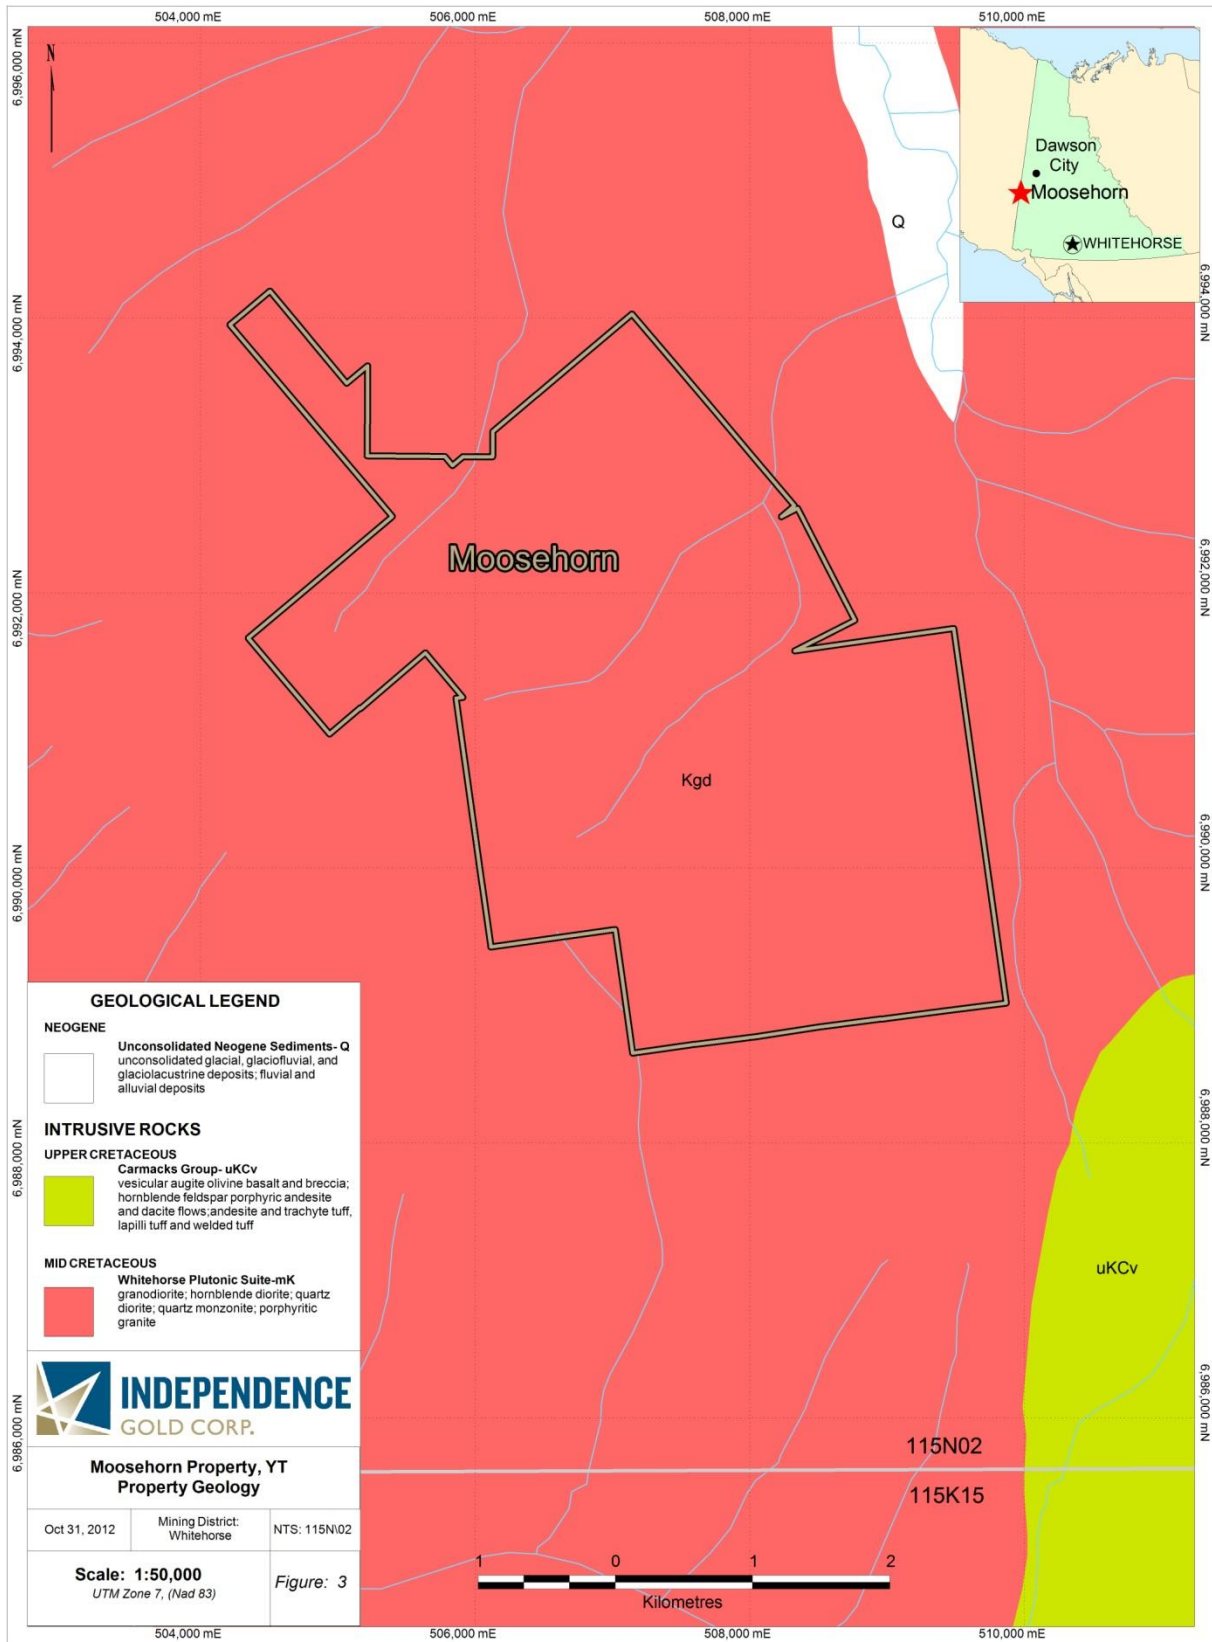 504,000 mE
506,000 mE
508,000 mE
510,000 mE
6,996,000 mN
N
Dawson
City
Moosehorn
WHITEHORSE
Q
6,994,000 mN
6,994,000 mN
Moosehorn
6,992,000 mN
6,992,000 mN
Kgd
6,990,000 mN
6,990,000 mN
GEOLOGICAL LEGEND
NEOGENE
Unconsolidated Neogene Sediments- Q
unconsolidated glacial, glaciofluvial, and
glaciolacustrine deposits; fluvial and
alluvial deposits
INTRUSIVE ROCKS
UPPER CRETACEOUS
Carmacks Group- uKCv
vesicular augite olivine basalt and breccia;
hornblende feldspar porphyric andesite
and dacite flows;andesite and trachyte tuff,
lapilli tuff and welded tuff
MID CRETACEOUS
Whitehorse Plutonic Suite-mK
granodiorite; hornblende diorite; quartz
diorite; quartz monzonite; porphyritic
granite
6,988,000 mN
6,988,000 mN
uKCv
INDEPENDENCE
GOLD CORP.
6,986,000 mN
6,986,000 mN
115N02
115K15
Moosehorn Property, YT
Property Geology
Oct 31, 2012
Mining District:
Whitehorse
NTS: 115N\02
Scale: 1:50,000
UTM Zone 7, (Nad 83)
Figure: 3
1 0 1 2
Kilometres
504,000 mE
506,000 mE
508,000 mE
510,000 mE